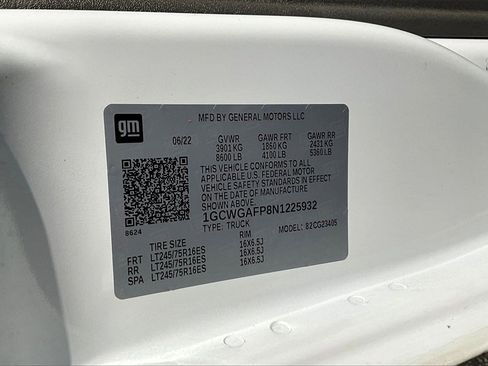 gm
MFD BY GENERAL MOTORS LLC
06/22 GVWR GAWR FRT GAWR RR
3901 KG 1860 KG 2431 KG
8600 LB 4100 LB 5360 LB
THIS VEHICLE CONFORMS TO ALL
APPLICABLE U.S. FEDERAL MOTOR
VEHICLE SAFETY STANDARDS IN EFFECT
ON THE DATE OF MANUFACTURE
SHOWN ABOVE.
1GCWGAFP8N1225932
8624 TYPE: TRUCK MODEL: 82CG23405
TIRE SIZE RIM
FRT LT245/75R16ES 16X6.5J
RR LT245/75R16ES 16X6.5J
SPA LT245/75R16ES 16X6.5J